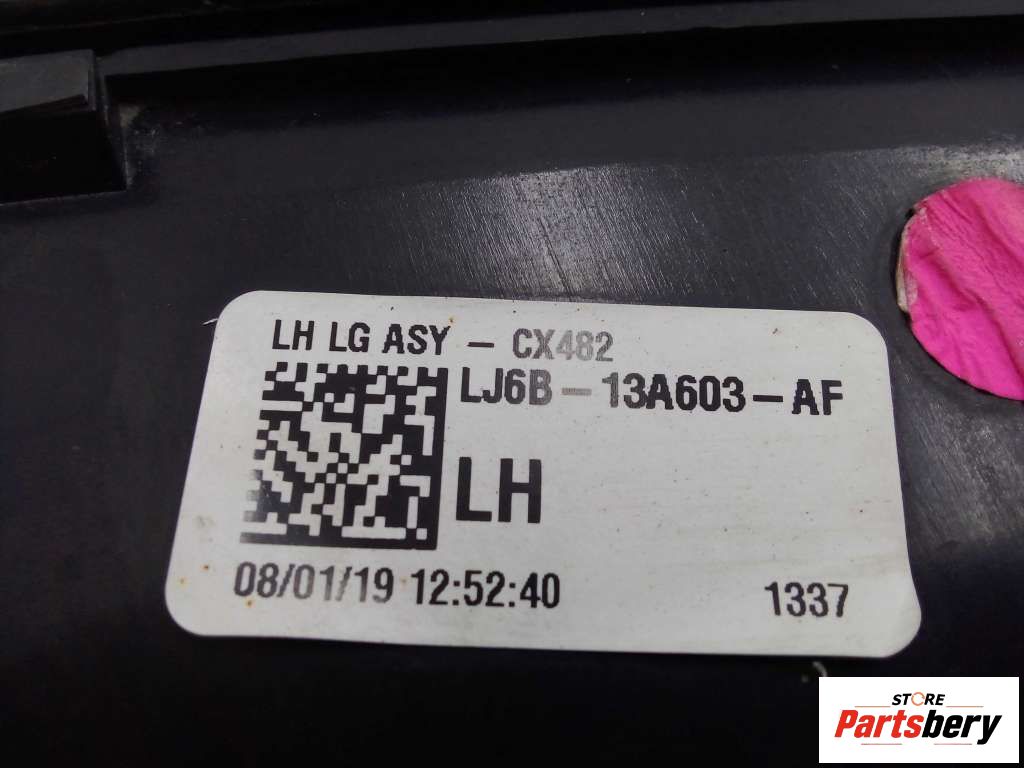 LH LG ASY - CX482
LJ6B-13A603-AF
LH
08/01/19 12:52:40 1337
STORE
Partsbery